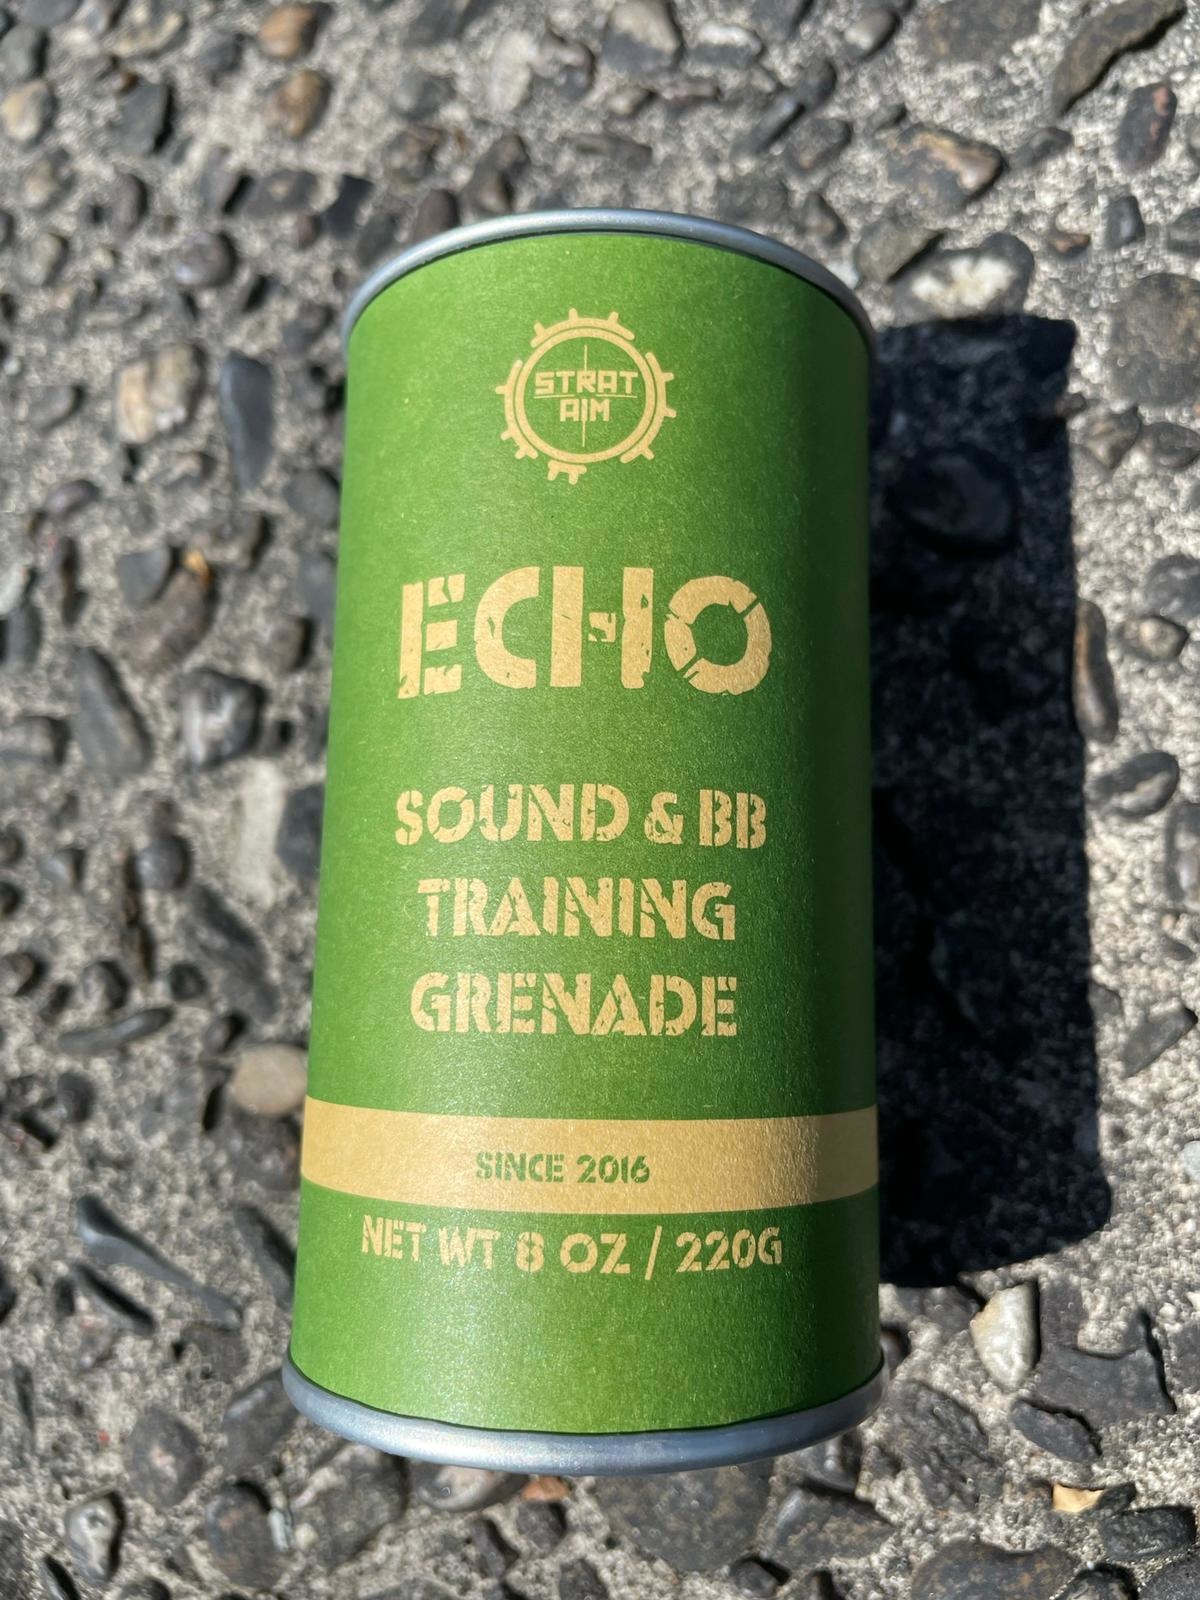 STRAT
AIM
ECHO
SOUND & BB
TRAINING
GRENADE
SINCE 2016
NET WT 8 OZ / 220G